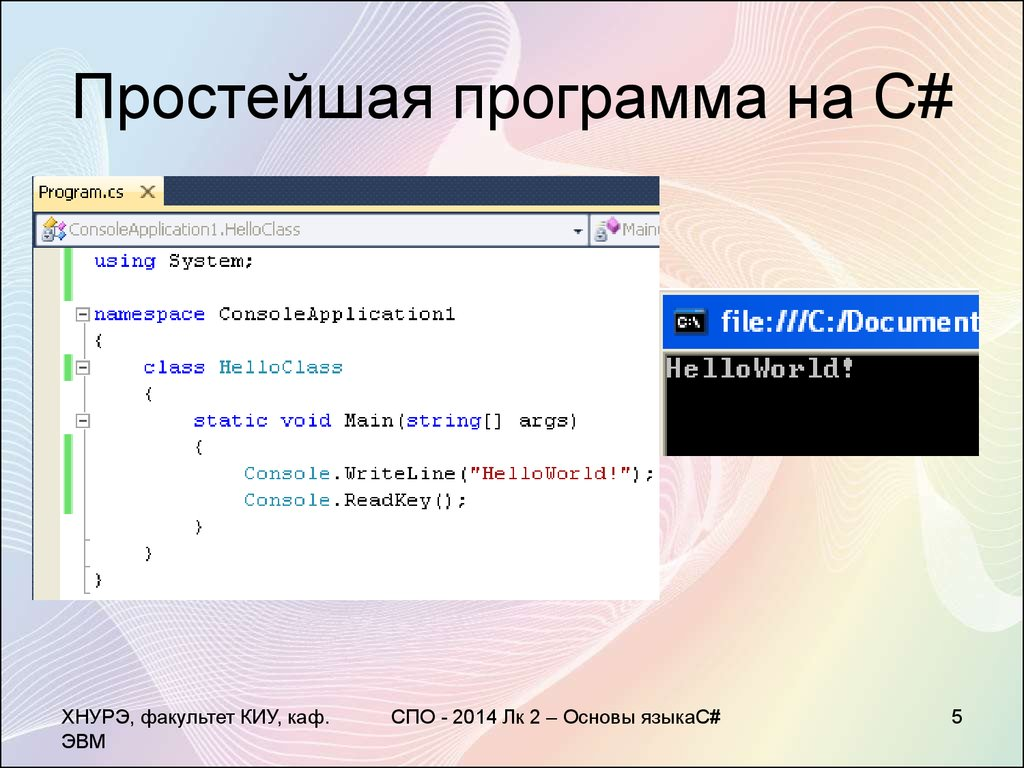 Простейшая программа на C#
Program.cs
ConsoleApplication1.HelloClass
Main
using System;
namespace ConsoleApplication1
{
class HelloClass
{
static void Main(string[] args)
{
Console.WriteLine("HelloWorld!");
Console.ReadKey();
}
}
}
C:\
file:///C:/Document
HelloWorld!
ХНУРЭ, факультет КИУ, каф.
ЭВМ
СПО - 2014 Лк 2 – Основы языкаC#
5